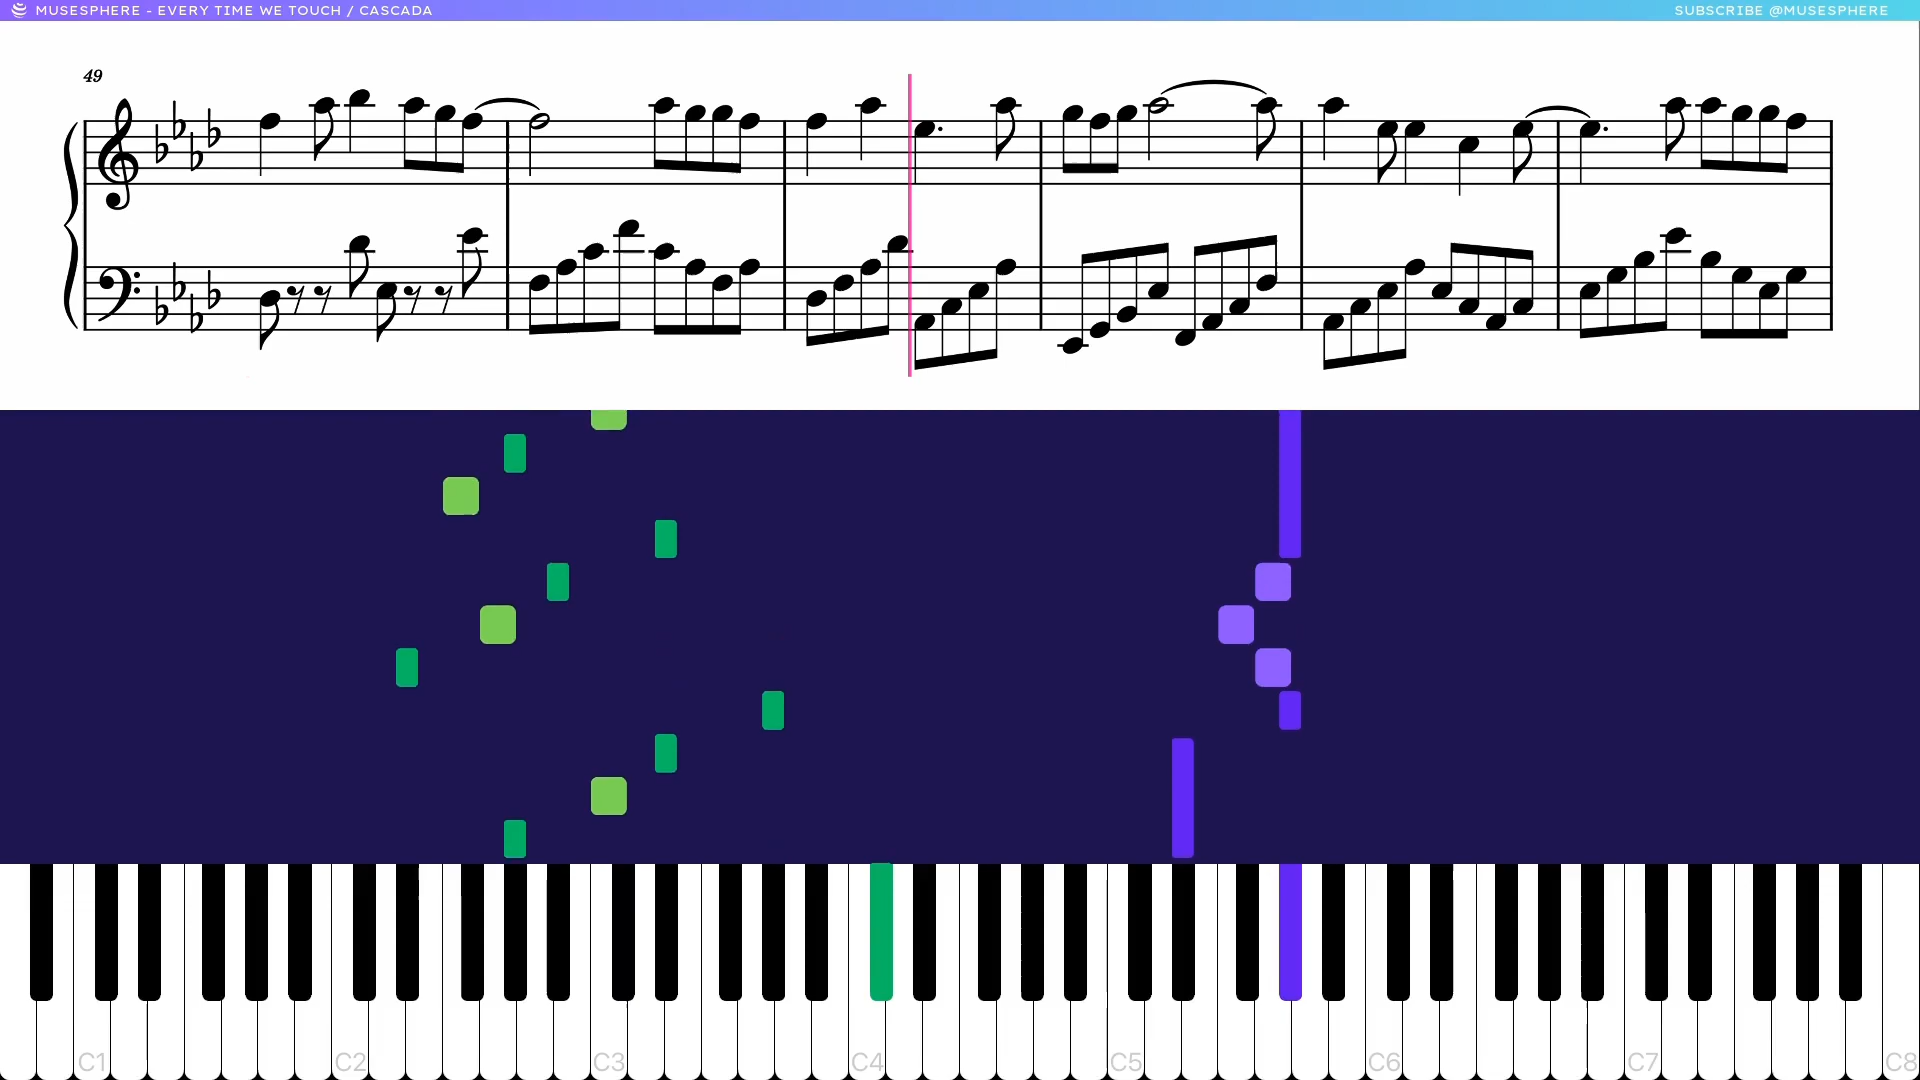 MUSESPHERE - EVERY TIME WE TOUCH / CASCADA
SUBSCRIBE @MUSESPHERE
49
C1 C2 C3 C4 C5 C6 C7 C8